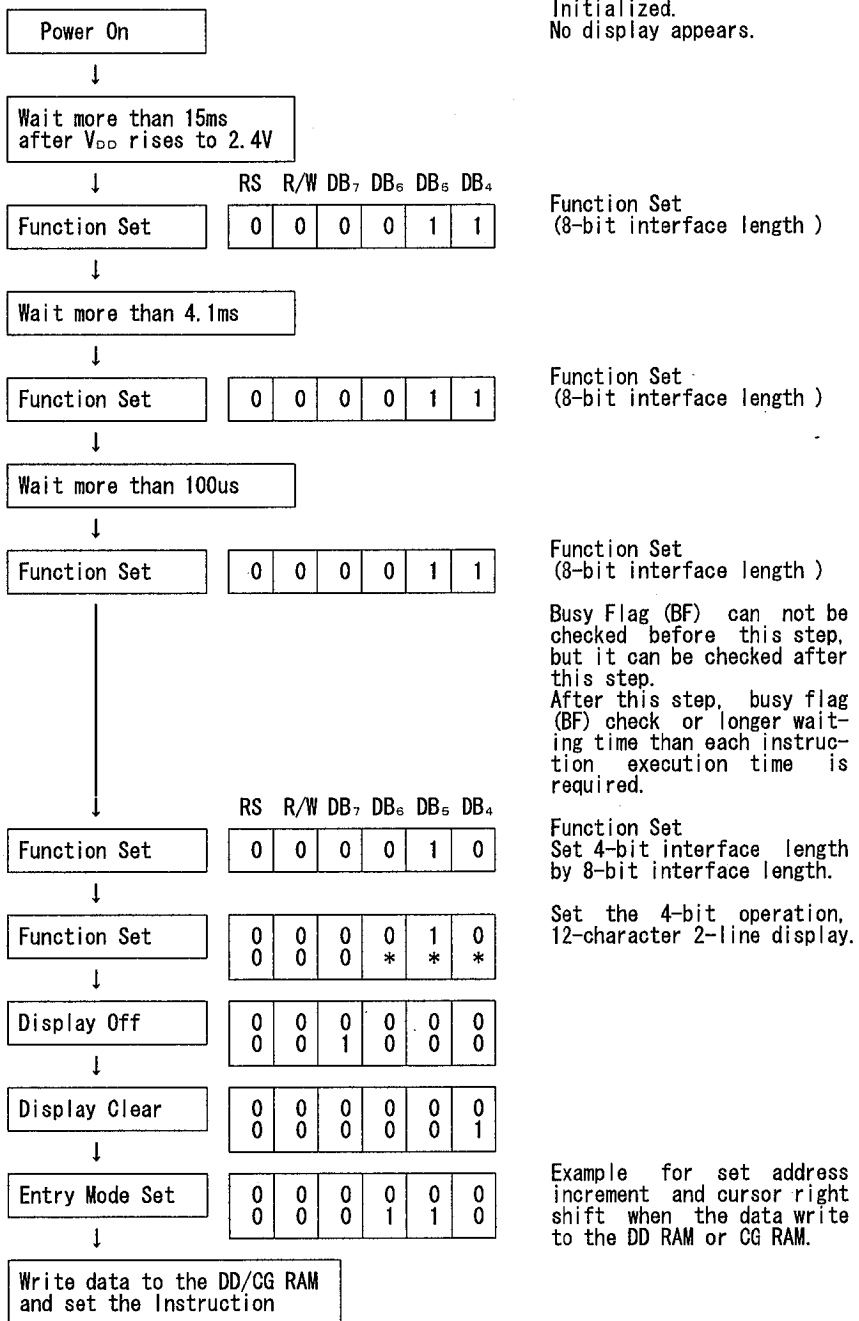 Initialized.
Power On
No display appears.
↓
Wait more than 15ms
after VDD rises to 2.4V
↓
RS R/W DB7 DB6 DB5 DB4
Function Set
0 0 0 0 1 1
Function Set
(8-bit interface length )
↓
Wait more than 4.1ms
↓
Function Set
0 0 0 0 1 1
Function Set
(8-bit interface length )
↓
Wait more than 100us
↓
Function Set
0 0 0 0 1 1
Function Set
(8-bit interface length )
Busy Flag (BF) can not be
checked before this step,
but it can be checked after
this step.
After this step, busy flag
(BF) check or longer wait-
ing time than each instruc-
tion execution time is
required.
↓
RS R/W DB7 DB6 DB5 DB4
Function Set
0 0 0 0 1 0
Function Set
Set 4-bit interface length
by 8-bit interface length.
↓
Function Set
0 0 0 0 1 0
0 0 0 * * *
Set the 4-bit operation,
12-character 2-line display.
↓
Display Off
0 0 0 0 0 0
0 0 1 0 0 0
↓
Display Clear
0 0 0 0 0 0
0 0 0 0 0 1
↓
Entry Mode Set
0 0 0 0 0 0
0 0 0 1 1 0
Example for set address
increment and cursor right
shift when the data write
to the DD RAM or CG RAM.
↓
Write data to the DD/CG RAM
and set the Instruction